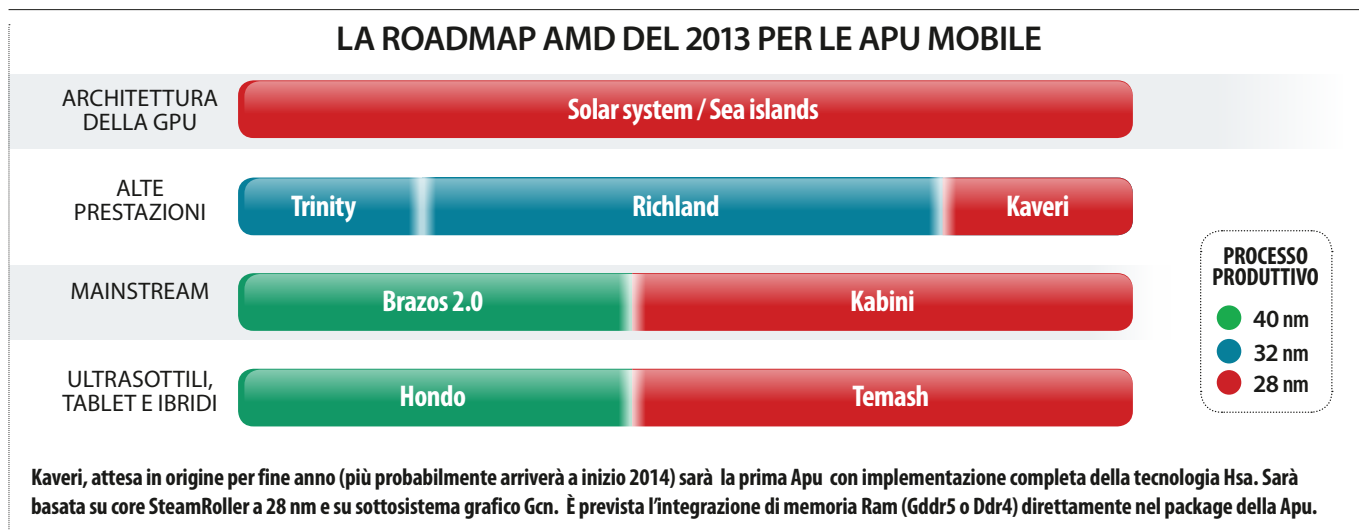 LA ROADMAP AMD DEL 2013 PER LE APU MOBILE
ARCHITETTURA
DELLA GPU
Solar system / Sea islands
ALTE
PRESTAZIONI
Trinity
Richland
Kaveri
MAINSTREAM
Brazos 2.0
Kabini
ULTRASOTTILI,
TABLET E IBRIDI
Hondo
Temash
PROCESSO
PRODUTTIVO
40 nm
32 nm
28 nm
Kaveri, attesa in origine per fine anno (più probabilmente arriverà a inizio 2014) sarà la prima Apu con implementazione completa della tecnologia Hsa. Sarà
basata su core SteamRoller a 28 nm e su sottosistema grafico Gcn. È prevista l'integrazione di memoria Ram (Gddr5 o Ddr4) direttamente nel package della Apu.